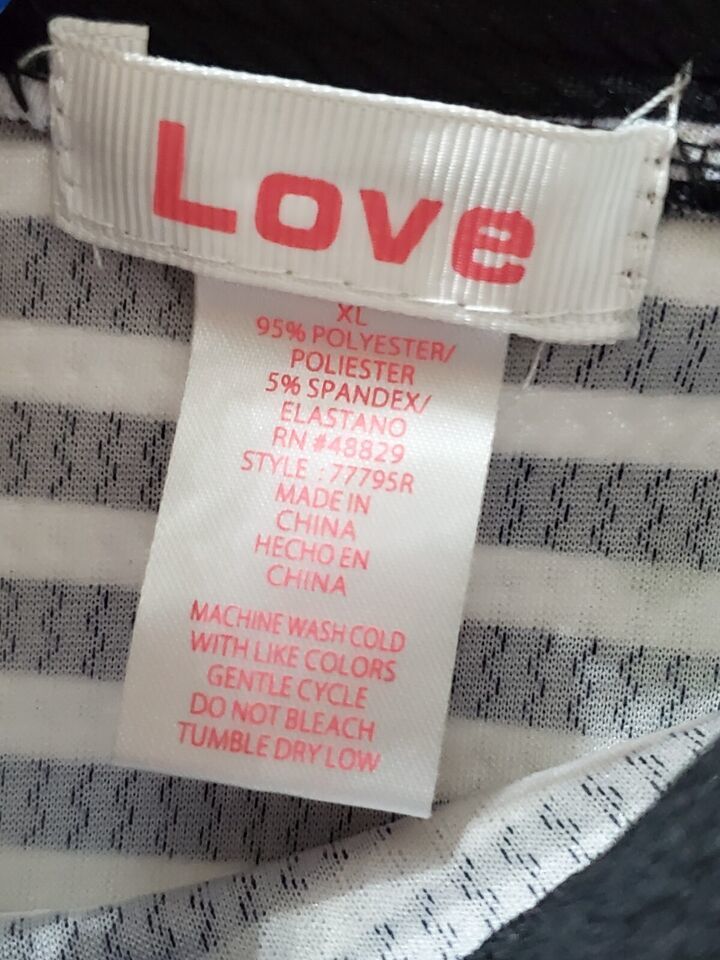 Love
XL
95% POLYESTER/
POLIESTER
5% SPANDEX/
ELASTANO
RN #48829
STYLE : 77795R
MADE IN
CHINA
HECHO EN
CHINA
MACHINE WASH COLD
WITH LIKE COLORS
GENTLE CYCLE
DO NOT BLEACH
TUMBLE DRY LOW